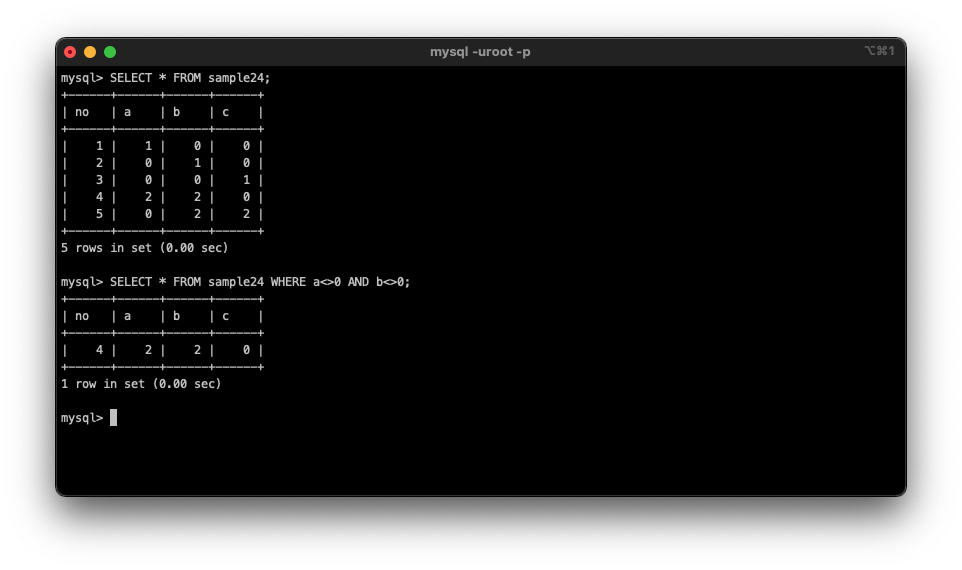 mysql -uroot -p
⌥⌘1
mysql> SELECT * FROM sample24;
+------+------+------+------+
| no   | a    | b    | c    |
+------+------+------+------+
|    1 |    1 |    0 |    0 |
|    2 |    0 |    1 |    0 |
|    3 |    0 |    0 |    1 |
|    4 |    2 |    2 |    0 |
|    5 |    0 |    2 |    2 |
+------+------+------+------+
5 rows in set (0.00 sec)
mysql> SELECT * FROM sample24 WHERE a<>0 AND b<>0;
+------+------+------+------+
| no   | a    | b    | c    |
+------+------+------+------+
|    4 |    2 |    2 |    0 |
+------+------+------+------+
1 row in set (0.00 sec)
mysql>